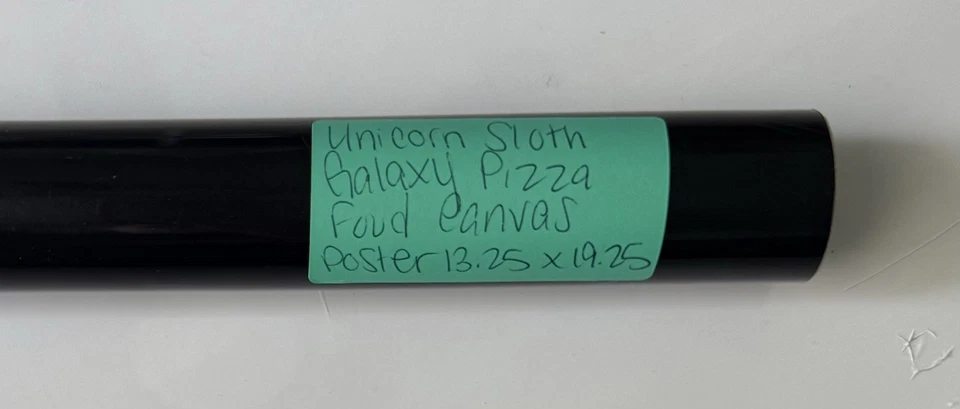 Unicorn Sloth
Galaxy Pizza
Food Canvas
Poster 13.25 x 19.25